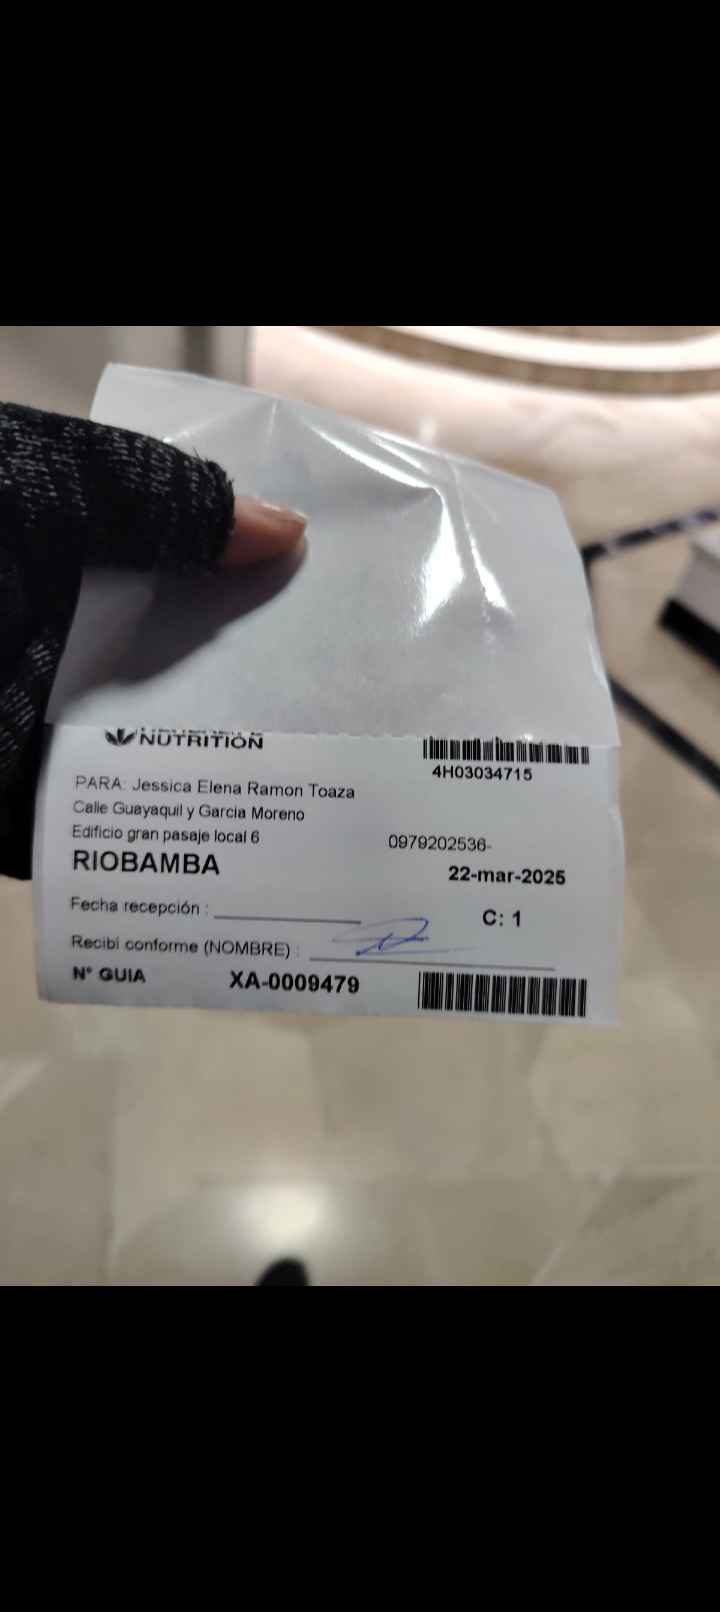 NUTRITION
4H03034715
PARA: Jessica Elena Ramon Toaza
Calle Guayaquil y Garcia Moreno
Edificio gran pasaje local 6
0979202536-
RIOBAMBA
22-mar-2025
Fecha recepción :
C: 1
Recibi conforme (NOMBRE) :
N° GUIA
XA-0009479